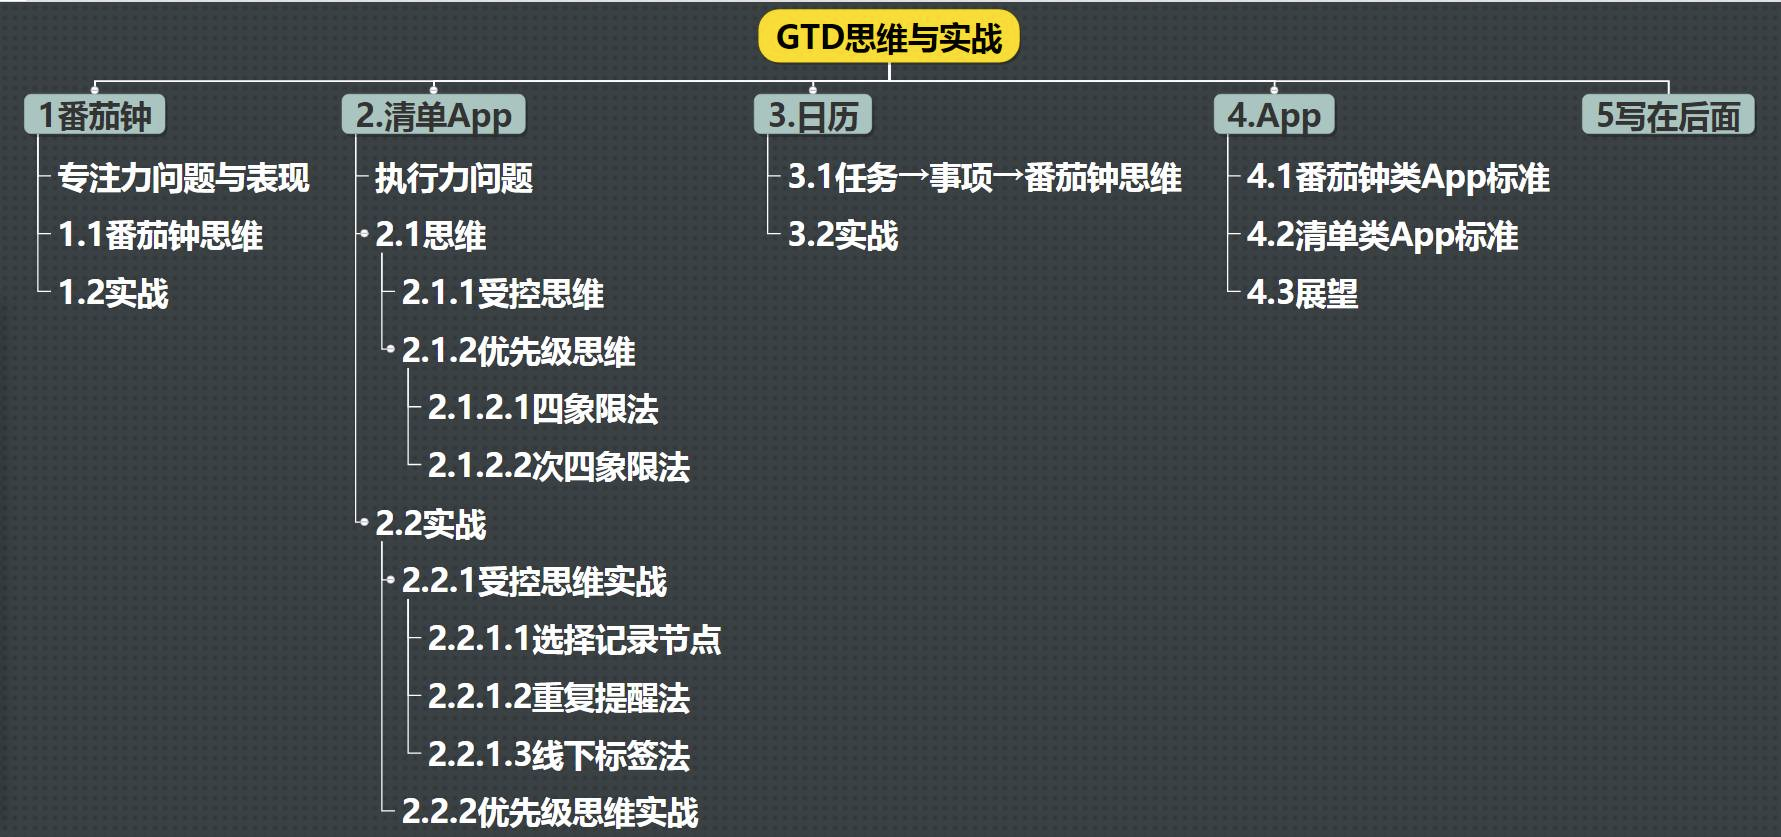 GTD思维与实战
1番茄钟
专注力问题与表现
1.1番茄钟思维
1.2实战
2.清单App
执行力问题
2.1思维
2.1.1受控思维
2.1.2优先级思维
2.1.2.1四象限法
2.1.2.2次四象限法
2.2实战
2.2.1受控思维实战
2.2.1.1选择记录节点
2.2.1.2重复提醒法
2.2.1.3线下标签法
2.2.2优先级思维实战
3.日历
3.1任务→事项→番茄钟思维
3.2实战
4.App
4.1番茄钟类App标准
4.2清单类App标准
4.3展望
5写在后面